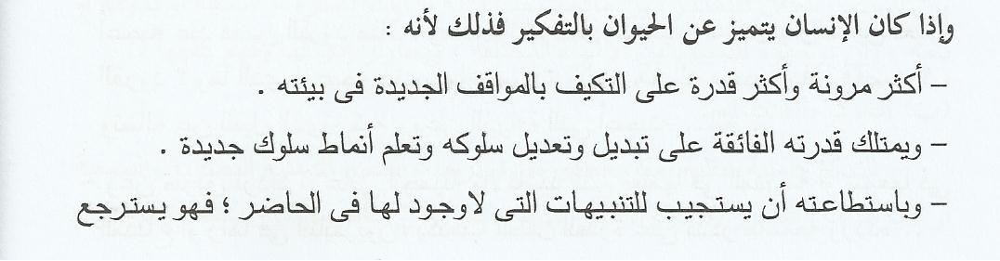 وإذا كان الإنسان يتميز عن الحيوان بالتفكير فذلك لأنه :
– أكثر مرونة وأكثر قدرة على التكيف بالمواقف الجديدة فى بيئته .
– ويمتلك قدرته الفائقة على تبديل وتعديل سلوكه وتعلم أنماط سلوك جديدة .
– وباستطاعته أن يستجيب للتنبيهات التى لاوجود لها فى الحاضر ؛ فهو يسترجع